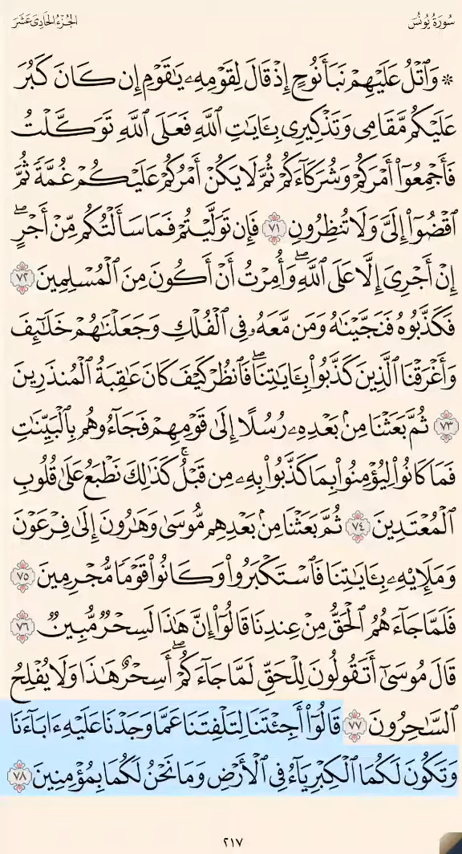 سُورَةُ يُونُسَ
الجُزْءُ الحَادِي عَشَرَ
۞ وَٱتۡلُ عَلَيۡهِمۡ نَبَأَ نُوحٍ إِذۡ قَالَ لِقَوۡمِهِۦ يَٰقَوۡمِ إِن كَانَ كَبُرَ
عَلَيۡكُم مَّقَامِي وَتَذۡكِيرِي بِـَٔايَٰتِ ٱللَّهِ فَعَلَى ٱللَّهِ تَوَكَّلۡتُ
فَأَجۡمِعُوٓاْ أَمۡرَكُمۡ وَشُرَكَآءَكُمۡ ثُمَّ لَا يَكُنۡ أَمۡرُكُمۡ عَلَيۡكُمۡ غُمَّةٗ ثُمَّ
ٱقۡضُوٓاْ إِلَيَّ وَلَا تُنظِرُونِ ٧١ فَإِن تَوَلَّيۡتُمۡ فَمَا سَأَلۡتُكُم مِّنۡ أَجۡرٍۖ
إِنۡ أَجۡرِيَ إِلَّا عَلَى ٱللَّهِۖ وَأُمِرۡتُ أَنۡ أَكُونَ مِنَ ٱلۡمُسۡلِمِينَ ٧٢
فَكَذَّبُوهُ فَنَجَّيۡنَٰهُ وَمَن مَّعَهُۥ فِي ٱلۡفُلۡكِ وَجَعَلۡنَٰهُمۡ خَلَٰٓئِفَ
وَأَغۡرَقۡنَا ٱلَّذِينَ كَذَّبُواْ بِـَٔايَٰتِنَاۖ فَٱنظُرۡ كَيۡفَ كَانَ عَٰقِبَةُ ٱلۡمُنذَرِينَ
٧٣ ثُمَّ بَعَثۡنَا مِنۢ بَعۡدِهِۦ رُسُلًا إِلَىٰ قَوۡمِهِمۡ فَجَآءُوهُم بِٱلۡبَيِّنَٰتِ
فَمَا كَانُواْ لِيُؤۡمِنُواْ بِمَا كَذَّبُواْ بِهِۦ مِن قَبۡلُۚ كَذَٰلِكَ نَطۡبَعُ عَلَىٰ قُلُوبِ
ٱلۡمُعۡتَدِينَ ٧٤ ثُمَّ بَعَثۡنَا مِنۢ بَعۡدِهِم مُّوسَىٰ وَهَٰرُونَ إِلَىٰ فِرۡعَوۡنَ
وَمَلَإِيْهِۦ بِـَٔايَٰتِنَا فَٱسۡتَكۡبَرُواْ وَكَانُواْ قَوۡمٗا مُّجۡرِمِينَ ٧٥
فَلَمَّا جَآءَهُمُ ٱلۡحَقُّ مِنۡ عِندِنَا قَالُوٓاْ إِنَّ هَٰذَا لَسِحۡرٞ مُّبِينٞ ٧٦
قَالَ مُوسَىٰٓ أَتَقُولُونَ لِلۡحَقِّ لَمَّا جَآءَكُمۡۖ أَسِحۡرٌ هَٰذَا وَلَا يُفۡلِحُ
ٱلسَّٰحِرُونَ ٧٧ قَالُوٓاْ أَجِئۡتَنَا لِتَلۡفِتَنَا عَمَّا وَجَدۡنَا عَلَيۡهِ ءَابَآءَنَا
وَتَكُونَ لَكُمَا ٱلۡكِبۡرِيَآءُ فِي ٱلۡأَرۡضِ وَمَا نَحۡنُ لَكُمَا بِمُؤۡمِنِينَ ٧٨
٢١٧